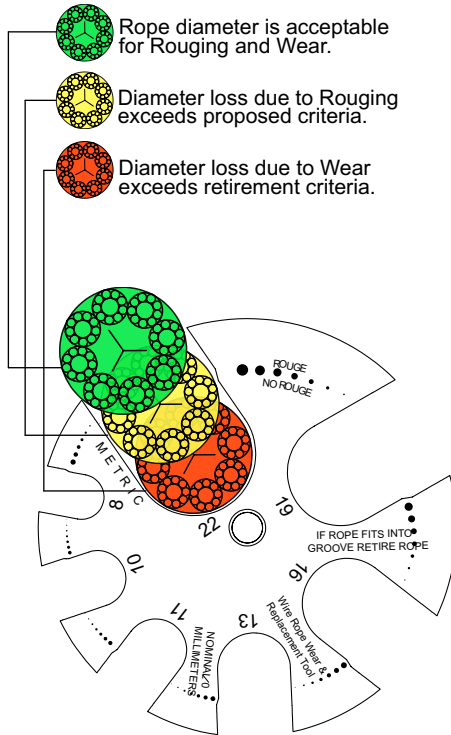 Rope diameter is acceptable
for Rouging and Wear.
Diameter loss due to Rouging
exceeds proposed criteria.
Diameter loss due to Wear
exceeds retirement criteria.
ROUGE
NO ROUGE
METRIC
8
22
19
IF ROPE FITS INTO
GROOVE RETIRE ROPE
10
16
11
13
NOMINAL/0
MILLIMETERS
Wire Rope Wear &
Replacement Tool